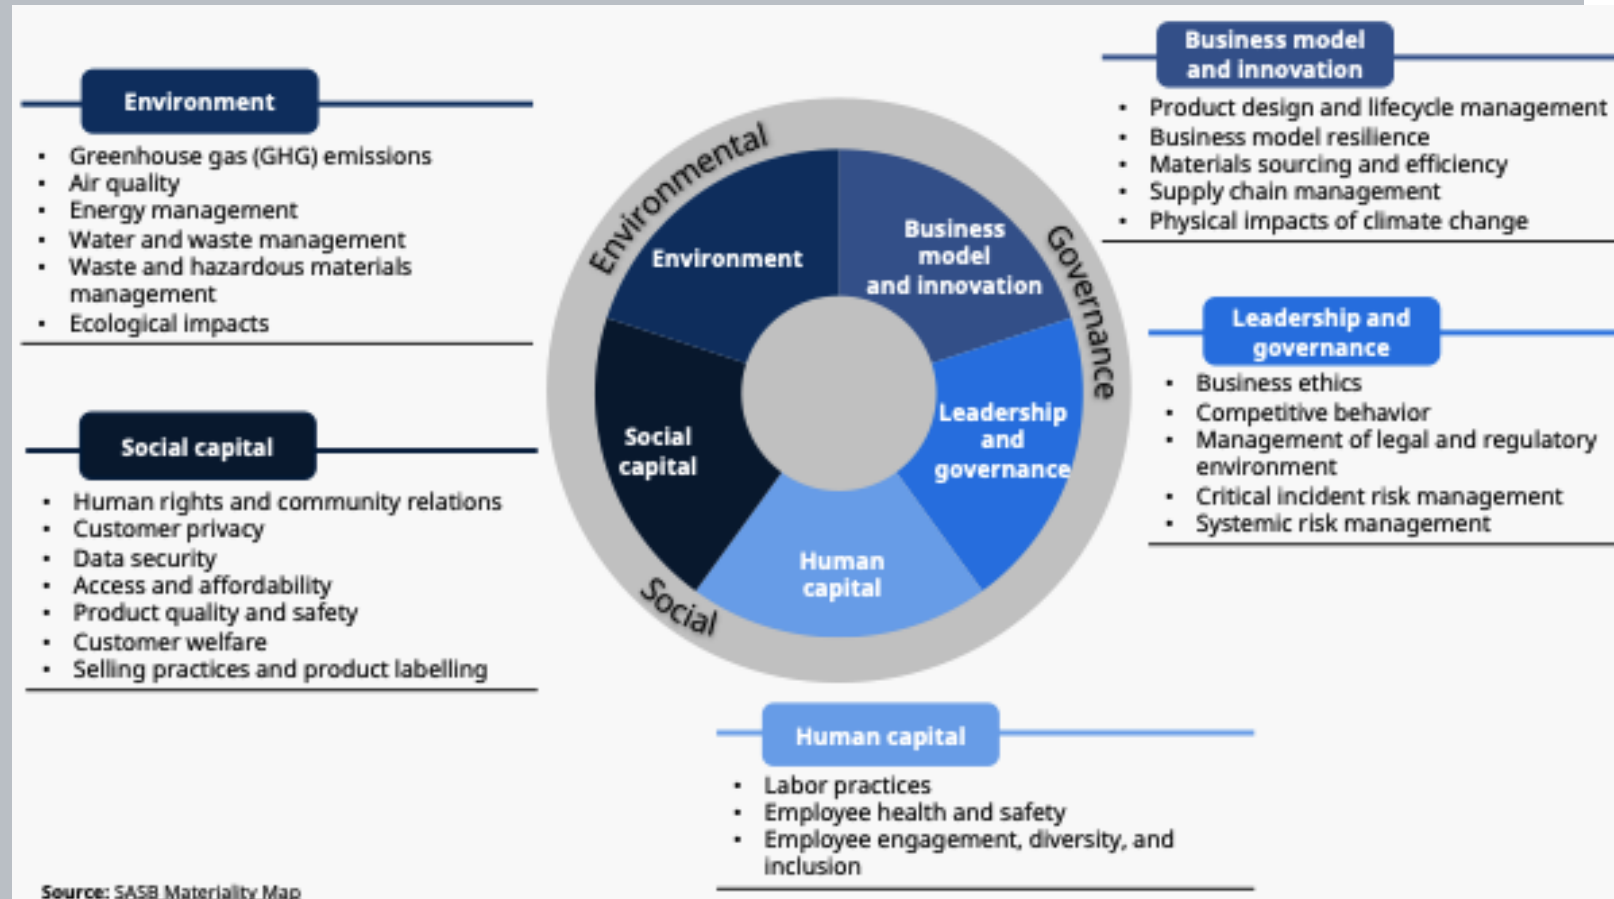 Environment
• Greenhouse gas (GHG) emissions
• Air quality
• Energy management
• Water and waste management
• Waste and hazardous materials
management
• Ecological impacts
Social capital
• Human rights and community relations
• Customer privacy
• Data security
• Access and affordability
• Product quality and safety
• Customer welfare
• Selling practices and product labelling
Environmental
Governance
Social
Environment
Business
model
and innovation
Social
capital
Leadership
and
governance
Human
capital
Business model
and innovation
• Product design and lifecycle management
• Business model resilience
• Materials sourcing and efficiency
• Supply chain management
• Physical impacts of climate change
Leadership and
governance
• Business ethics
• Competitive behavior
• Management of legal and regulatory
environment
• Critical incident risk management
• Systemic risk management
Human capital
• Labor practices
• Employee health and safety
• Employee engagement, diversity, and
inclusion
Source: SASB Materiality Map